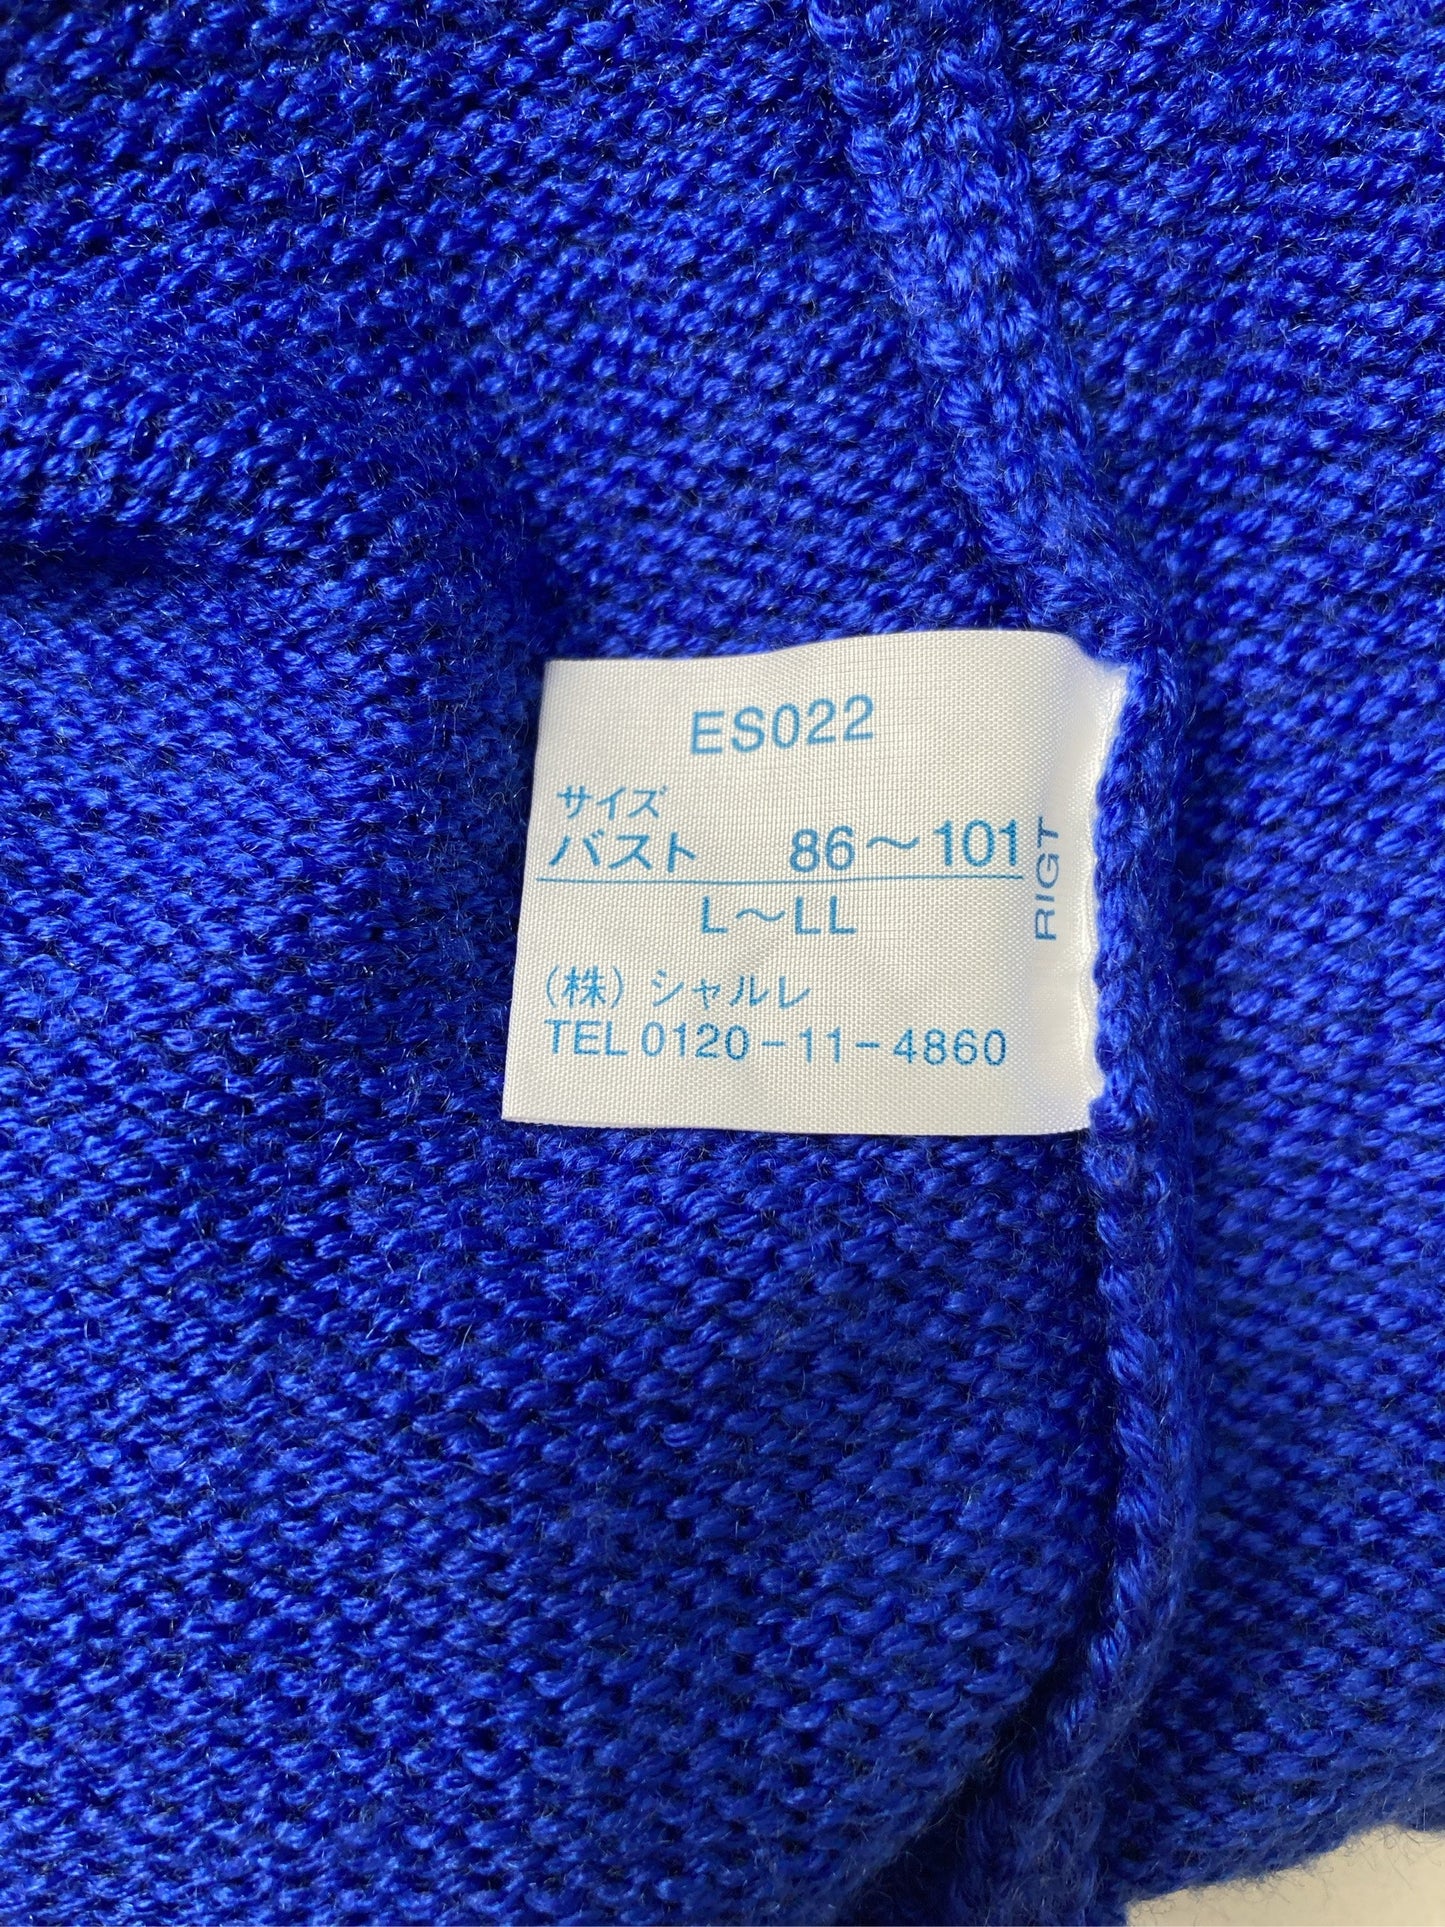 ES022
サイズ
バスト 86〜101
L〜LL
RIGT
(株)シャルレ
TEL 0120-11-4860